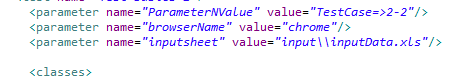 <parameter name="ParameterNValue" value="TestCase=>2-2"/>
<parameter name="browserName" value="chrome"/>
<parameter name="inputsheet" value="input\\inputData.xls"/>
<classes>